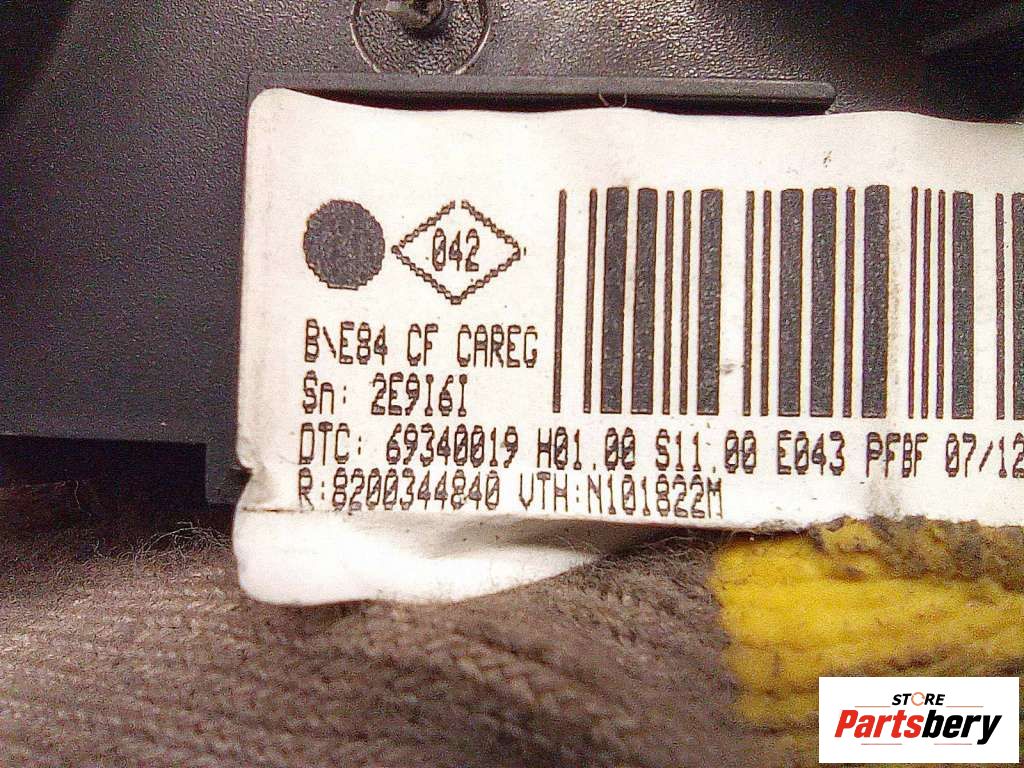 042
B\E84 CF CAREG
Sn: 2E9I6I
DTC: 69340019 H01.00 S11.00 E043 PFBF 07/12
R:8200344840 VTH:N101822M
STORE
Partsbery